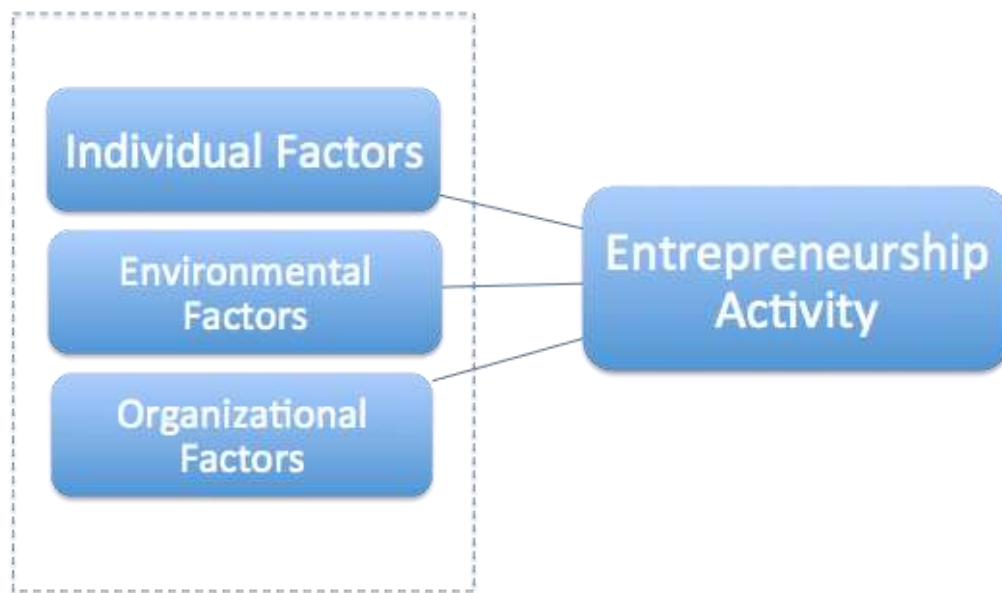 Individual Factors
Environmental
Factors
Organizational
Factors
Entrepreneurship
Activity